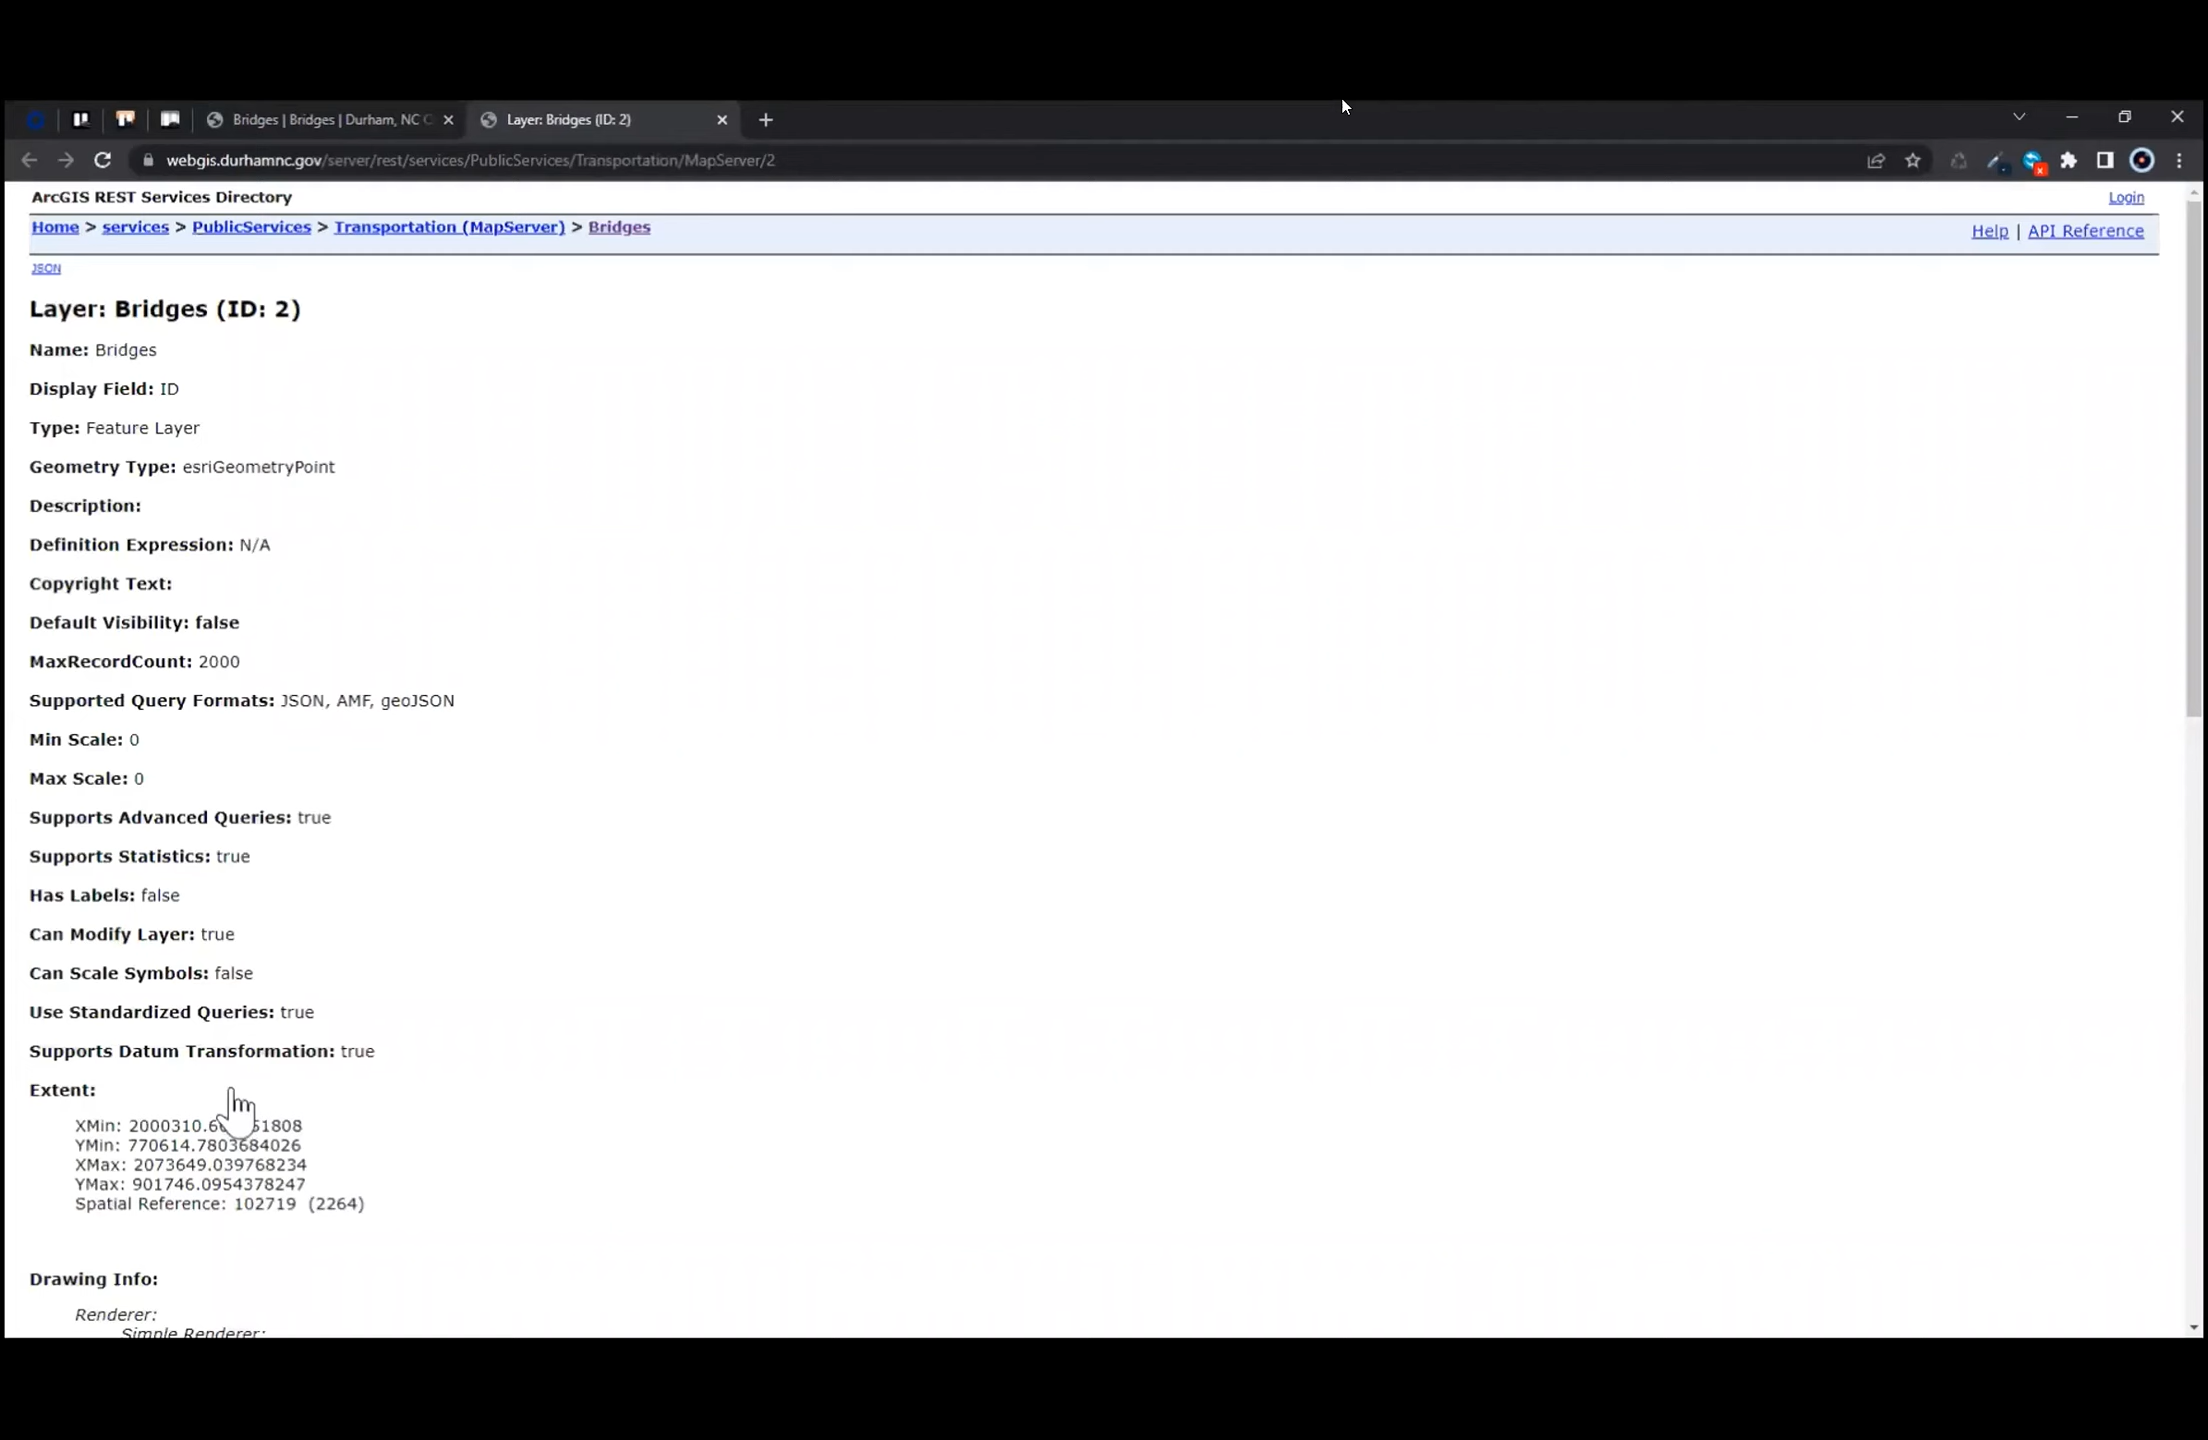 Bridges | Bridges | Durham, NC
Layer: Bridges (ID: 2)
webgis.durhamnc.gov/server/rest/services/PublicServices/Transportation/MapServer/2
ArcGIS REST Services Directory
Login
Home > services > PublicServices > Transportation (MapServer) > Bridges
Help | API Reference
JSON
Layer: Bridges (ID: 2)
Name: Bridges
Display Field: ID
Type: Feature Layer
Geometry Type: esriGeometryPoint
Description:
Definition Expression: N/A
Copyright Text:
Default Visibility: false
MaxRecordCount: 2000
Supported Query Formats: JSON, AMF, geoJSON
Min Scale: 0
Max Scale: 0
Supports Advanced Queries: true
Supports Statistics: true
Has Labels: false
Can Modify Layer: true
Can Scale Symbols: false
Use Standardized Queries: true
Supports Datum Transformation: true
Extent:
XMin:
YMin: 770614.7803684026
XMax: 2073649.039768234
YMax: 901746.0954378247
Spatial Reference: 102719 (2264)
Drawing Info:
Renderer:
Simple Renderer: